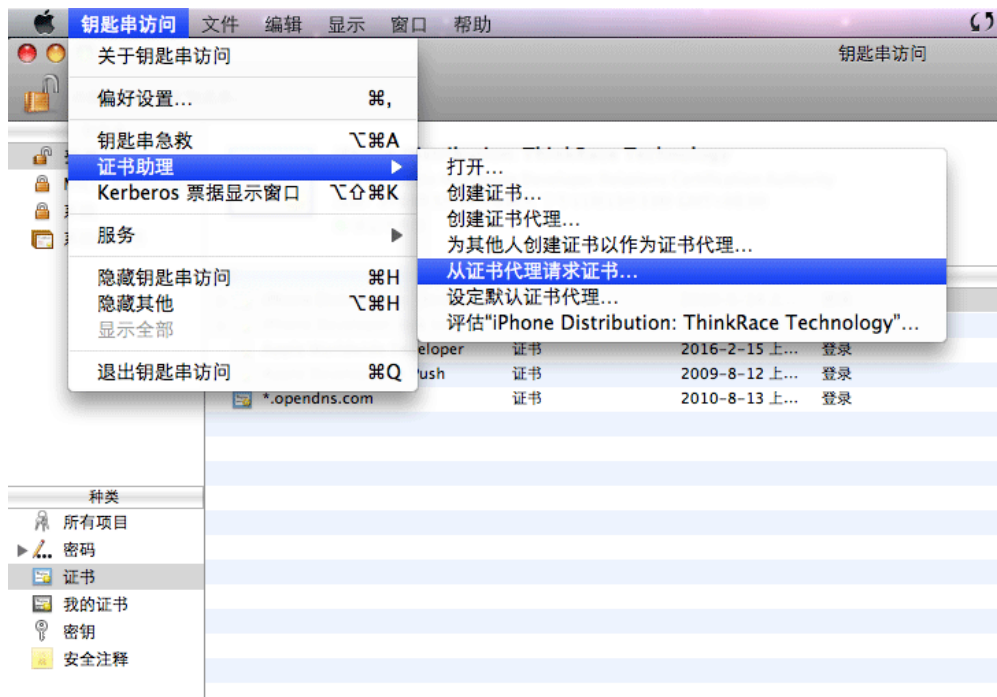 钥匙串访问 文件 编辑 显示 窗口 帮助
钥匙串访问
关于钥匙串访问
偏好设置... ⌘,
钥匙串急救 ⌥⌘A
证书助理
Kerberos 票据显示窗口 ⌥⇧⌘K
服务
隐藏钥匙串访问 ⌘H
隐藏其他 ⌥⌘H
显示全部
退出钥匙串访问 ⌘Q
打开...
创建证书...
创建证书代理...
为其他人创建证书以作为证书代理...
从证书代理请求证书...
设定默认证书代理...
评估"iPhone Distribution: ThinkRace Technology"...
eloper 证书 2016-2-15 上... 登录
ush 证书 2009-8-12 上... 登录
*.opendns.com 证书 2010-8-13 上... 登录
种类
所有项目
密码
证书
我的证书
密钥
安全注释